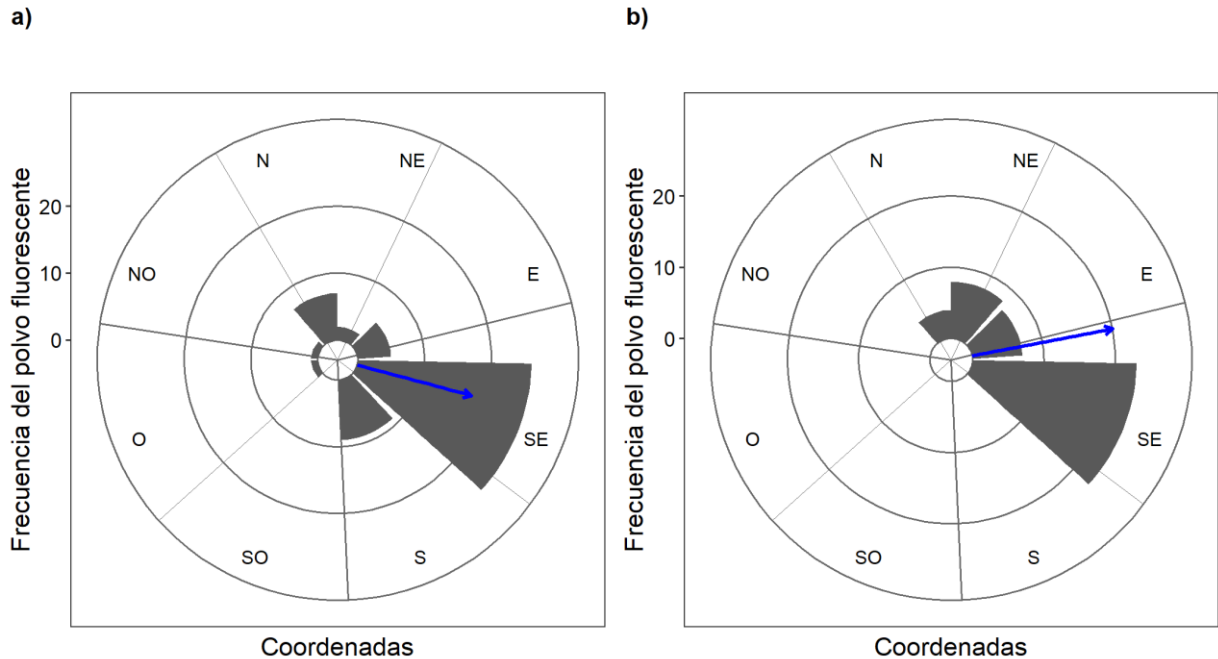 a)
Frecuencia del polvo fluorescente
20
10
0
N
NE
E
SE
S
SO
O
NO
Coordenadas
b)
Frecuencia del polvo fluorescente
20
10
0
N
NE
E
SE
S
SO
O
NO
Coordenadas